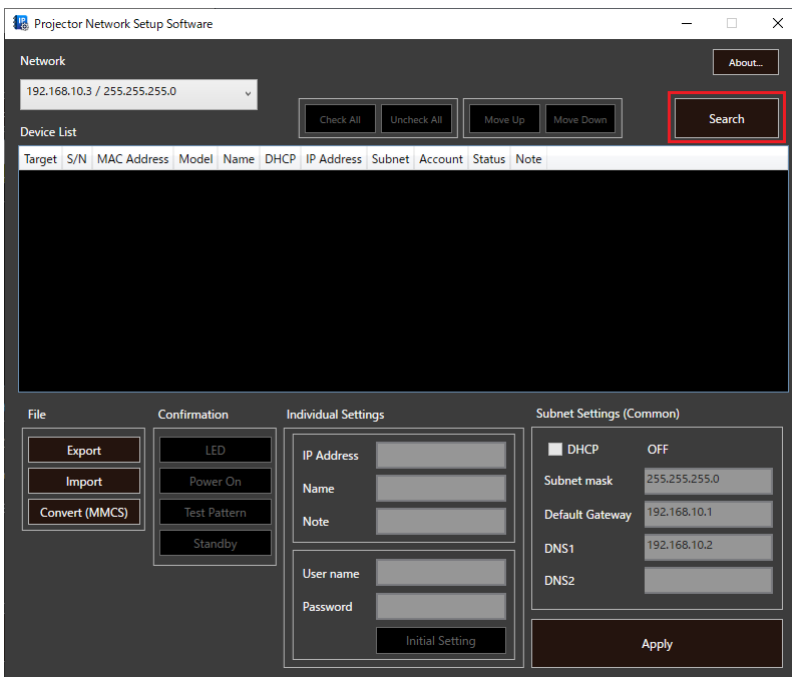 Projector Network Setup Software
Network
About...
192.168.10.3 / 255.255.255.0
Check All
Uncheck All
Move Up
Move Down
Search
Device List
Target S/N MAC Address Model Name DHCP IP Address Subnet Account Status Note
File
Export
Import
Convert (MMCS)
Confirmation
LED
Power On
Test Pattern
Standby
Individual Settings
IP Address
Name
Note
User name
Password
Initial Setting
Subnet Settings (Common)
DHCP OFF
Subnet mask 255.255.255.0
Default Gateway 192.168.10.1
DNS1 192.168.10.2
DNS2
Apply